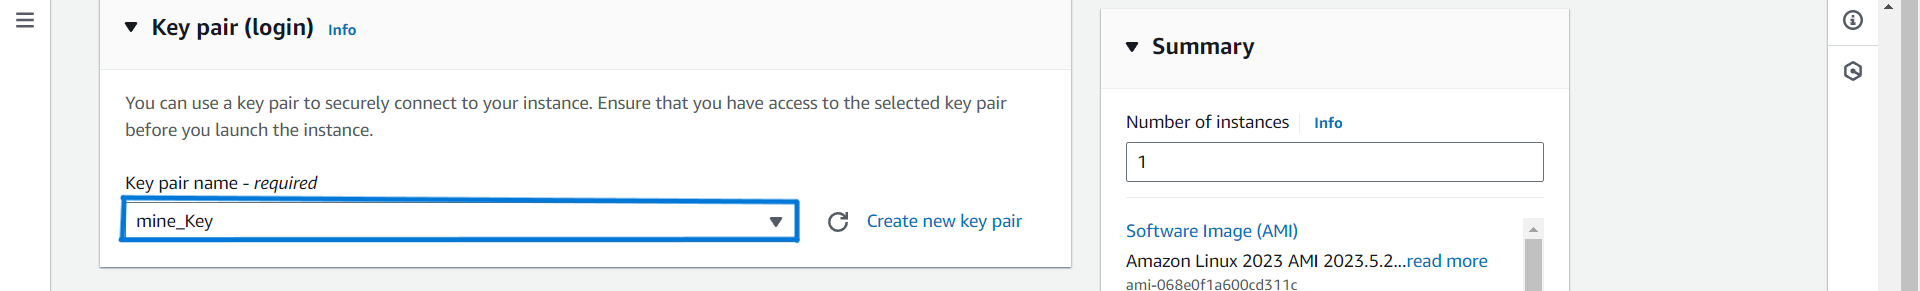 Key pair (login) Info
You can use a key pair to securely connect to your instance. Ensure that you have access to the selected key pair
before you launch the instance.
Key pair name - required
mine_Key
Create new key pair
Summary
Number of instances Info
1
Software Image (AMI)
Amazon Linux 2023 AMI 2023.5.2...read more
ami-068e0f1a600cd311c